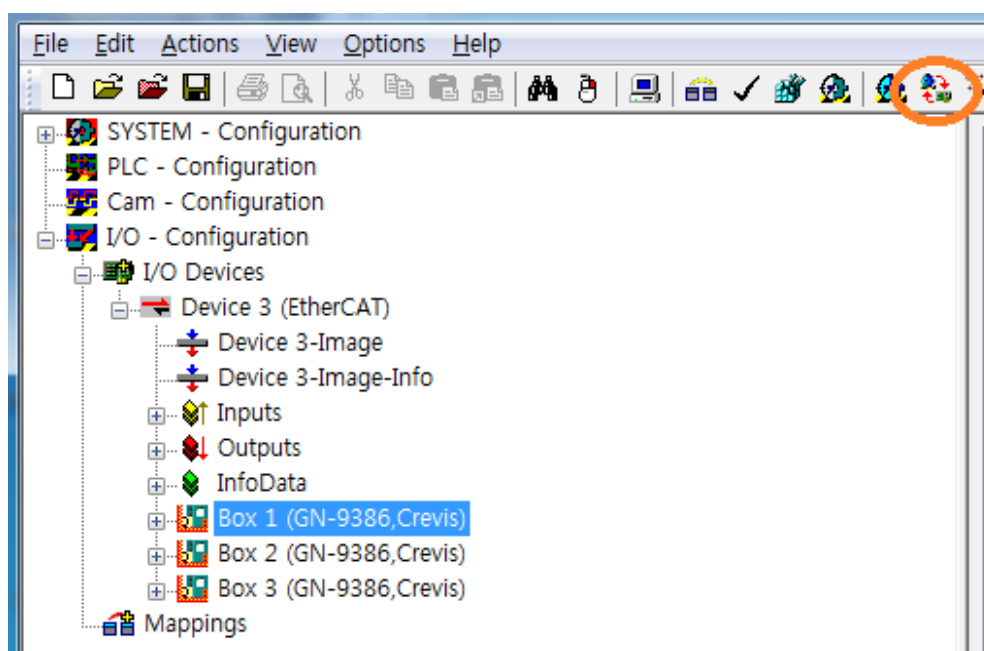 File Edit Actions View Options Help
SYSTEM - Configuration
PLC - Configuration
Cam - Configuration
I/O - Configuration
I/O Devices
Device 3 (EtherCAT)
Device 3-Image
Device 3-Image-Info
Inputs
Outputs
InfoData
Box 1 (GN-9386,Crevis)
Box 2 (GN-9386,Crevis)
Box 3 (GN-9386,Crevis)
Mappings